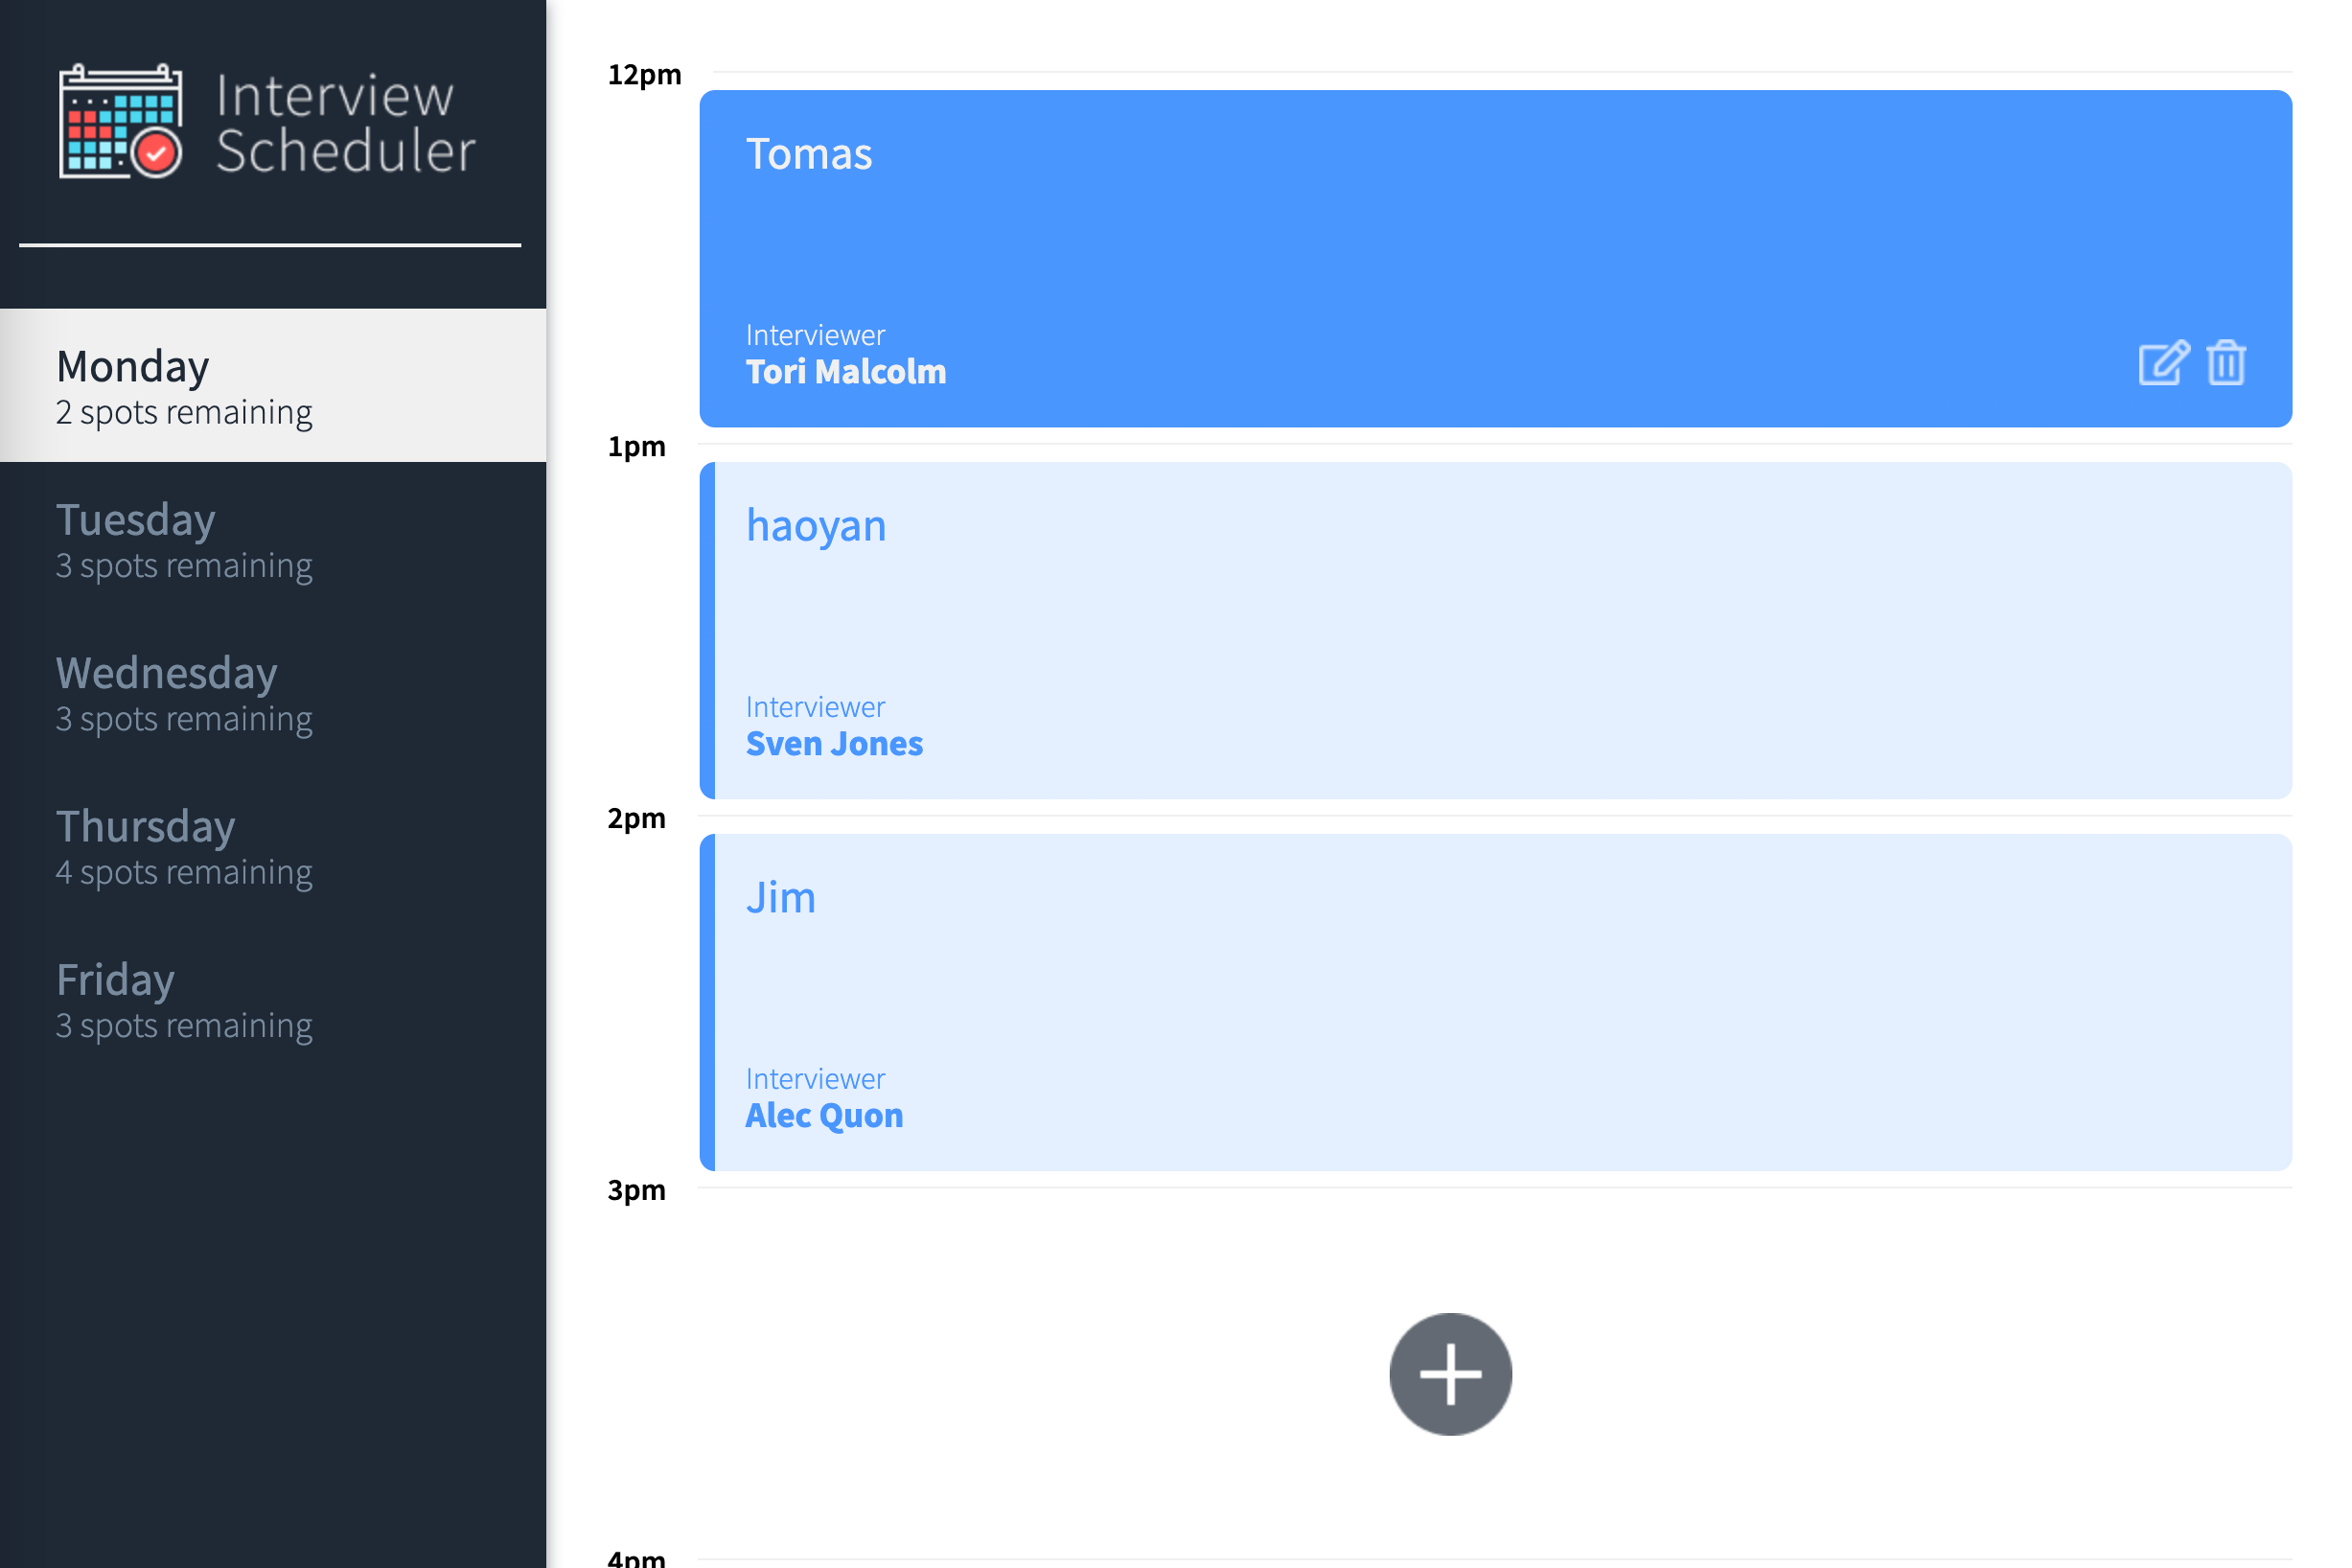 Interview
Scheduler
Monday
2 spots remaining
Tuesday
3 spots remaining
Wednesday
3 spots remaining
Thursday
4 spots remaining
Friday
3 spots remaining
12pm
Tomas
Interviewer
Tori Malcolm
1pm
haoyan
Interviewer
Sven Jones
2pm
Jim
Interviewer
Alec Quon
3pm
4pm